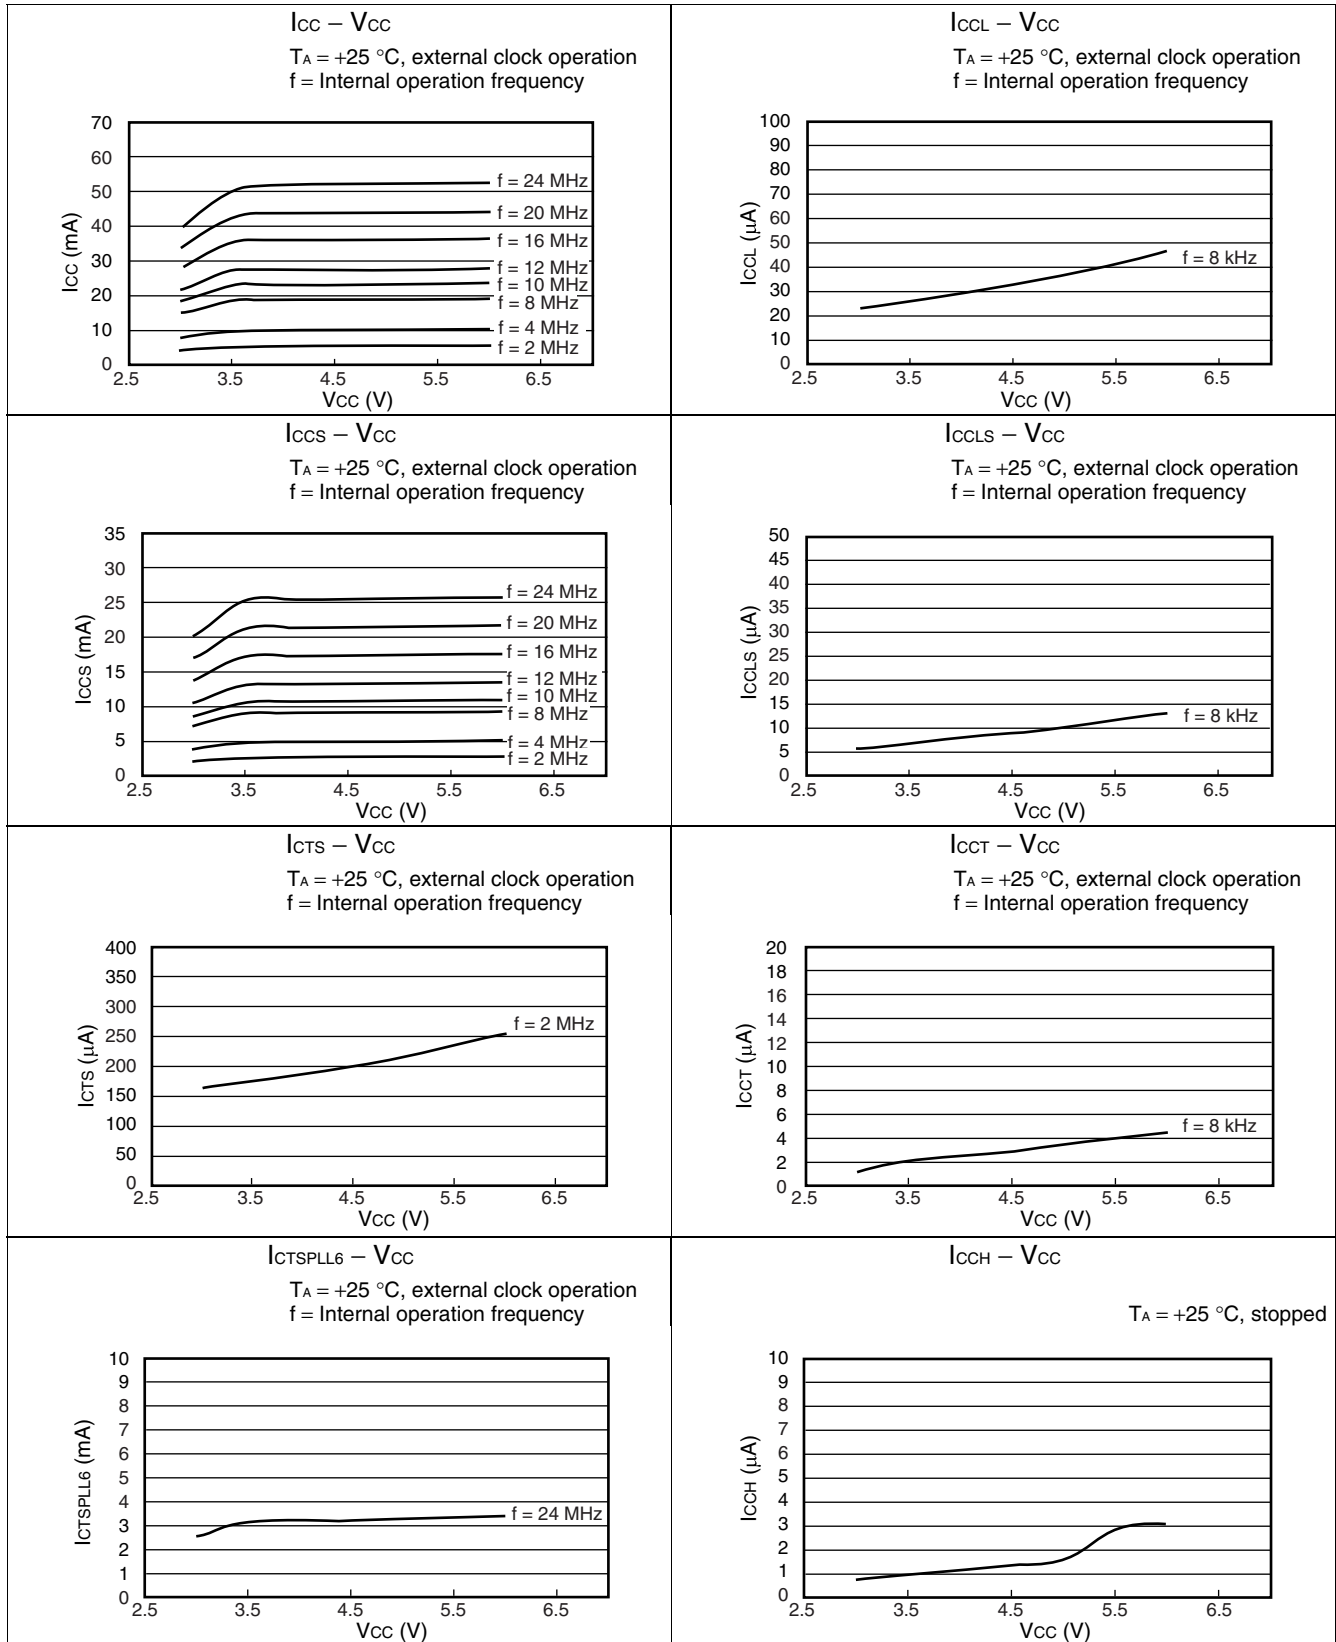 ICC – VCC
TA = +25 °C, external clock operation
f = Internal operation frequency
70
60
50
40
30
20
10
0
ICC (mA)
f = 24 MHz
f = 20 MHz
f = 16 MHz
f = 12 MHz
f = 10 MHz
f = 8 MHz
f = 4 MHz
f = 2 MHz
2.5 3.5 4.5 5.5 6.5
VCC (V)
ICCL – VCC
TA = +25 °C, external clock operation
f = Internal operation frequency
100
90
80
70
60
50
40
30
20
10
0
ICCL (µA)
f = 8 kHz
2.5 3.5 4.5 5.5 6.5
VCC (V)
ICCS – VCC
TA = +25 °C, external clock operation
f = Internal operation frequency
35
30
25
20
15
10
5
0
ICCS (mA)
f = 24 MHz
f = 20 MHz
f = 16 MHz
f = 12 MHz
f = 10 MHz
f = 8 MHz
f = 4 MHz
f = 2 MHz
2.5 3.5 4.5 5.5 6.5
VCC (V)
ICCLS – VCC
TA = +25 °C, external clock operation
f = Internal operation frequency
50
45
40
35
30
25
20
15
10
5
0
ICCLS (µA)
f = 8 kHz
2.5 3.5 4.5 5.5 6.5
VCC (V)
ICTS – VCC
TA = +25 °C, external clock operation
f = Internal operation frequency
400
350
300
250
200
150
100
50
0
ICTS (µA)
f = 2 MHz
2.5 3.5 4.5 5.5 6.5
VCC (V)
ICCT – VCC
TA = +25 °C, external clock operation
f = Internal operation frequency
20
18
16
14
12
10
8
6
4
2
0
ICCT (µA)
f = 8 kHz
2.5 3.5 4.5 5.5 6.5
VCC (V)
ICTSPLL6 – VCC
TA = +25 °C, external clock operation
f = Internal operation frequency
10
9
8
7
6
5
4
3
2
1
0
ICTSPLL6 (mA)
f = 24 MHz
2.5 3.5 4.5 5.5 6.5
VCC (V)
ICCH – VCC
TA = +25 °C, stopped
10
9
8
7
6
5
4
3
2
1
0
ICCH (µA)
2.5 3.5 4.5 5.5 6.5
VCC (V)